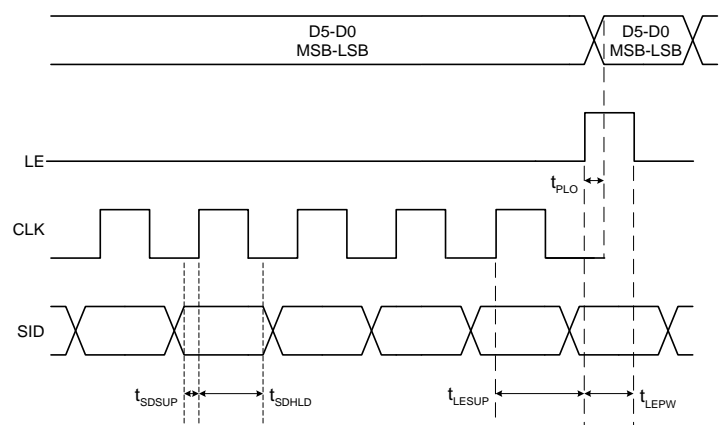 D5-D0
MSB-LSB
D5-D0
MSB-LSB
LE
tPLO
CLK
SID
tSDSUP
tSDHLD
tLESUP
tLEPW